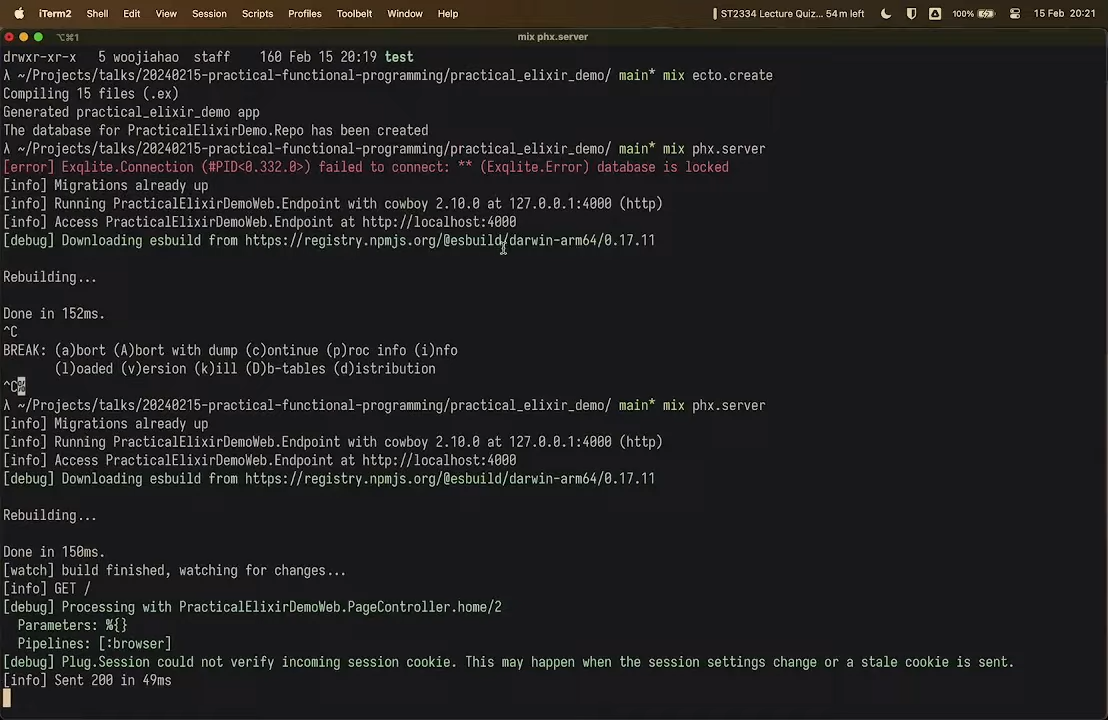 iTerm2 Shell Edit View Session Scripts Profiles Toolbelt Window Help ST2334 Lecture Quiz... 54 m left 100% 15 Feb 20:21
⌥⌘1 mix phx.server
drwxr-xr-x   5 woojiahao  staff    160 Feb 15 20:19 test
λ ~/Projects/talks/20240215-practical-functional-programming/practical_elixir_demo/ main* mix ecto.create
Compiling 15 files (.ex)
Generated practical_elixir_demo app
The database for PracticalElixirDemo.Repo has been created
λ ~/Projects/talks/20240215-practical-functional-programming/practical_elixir_demo/ main* mix phx.server
[error] Exqlite.Connection (#PID<0.332.0>) failed to connect: ** (Exqlite.Error) database is locked
[info] Migrations already up
[info] Running PracticalElixirDemoWeb.Endpoint with cowboy 2.10.0 at 127.0.0.1:4000 (http)
[info] Access PracticalElixirDemoWeb.Endpoint at http://localhost:4000
[debug] Downloading esbuild from https://registry.npmjs.org/@esbuild/darwin-arm64/0.17.11
Rebuilding...
Done in 152ms.
^C
BREAK: (a)bort (A)bort with dump (c)ontinue (p)roc info (i)nfo
       (l)oaded (v)ersion (k)ill (D)b-tables (d)istribution
^C%
λ ~/Projects/talks/20240215-practical-functional-programming/practical_elixir_demo/ main* mix phx.server
[info] Migrations already up
[info] Running PracticalElixirDemoWeb.Endpoint with cowboy 2.10.0 at 127.0.0.1:4000 (http)
[info] Access PracticalElixirDemoWeb.Endpoint at http://localhost:4000
[debug] Downloading esbuild from https://registry.npmjs.org/@esbuild/darwin-arm64/0.17.11
Rebuilding...
Done in 150ms.
[watch] build finished, watching for changes...
[info] GET /
[debug] Processing with PracticalElixirDemoWeb.PageController.home/2
  Parameters: %{}
  Pipelines: [:browser]
[debug] Plug.Session could not verify incoming session cookie. This may happen when the session settings change or a stale cookie is sent.
[info] Sent 200 in 49ms